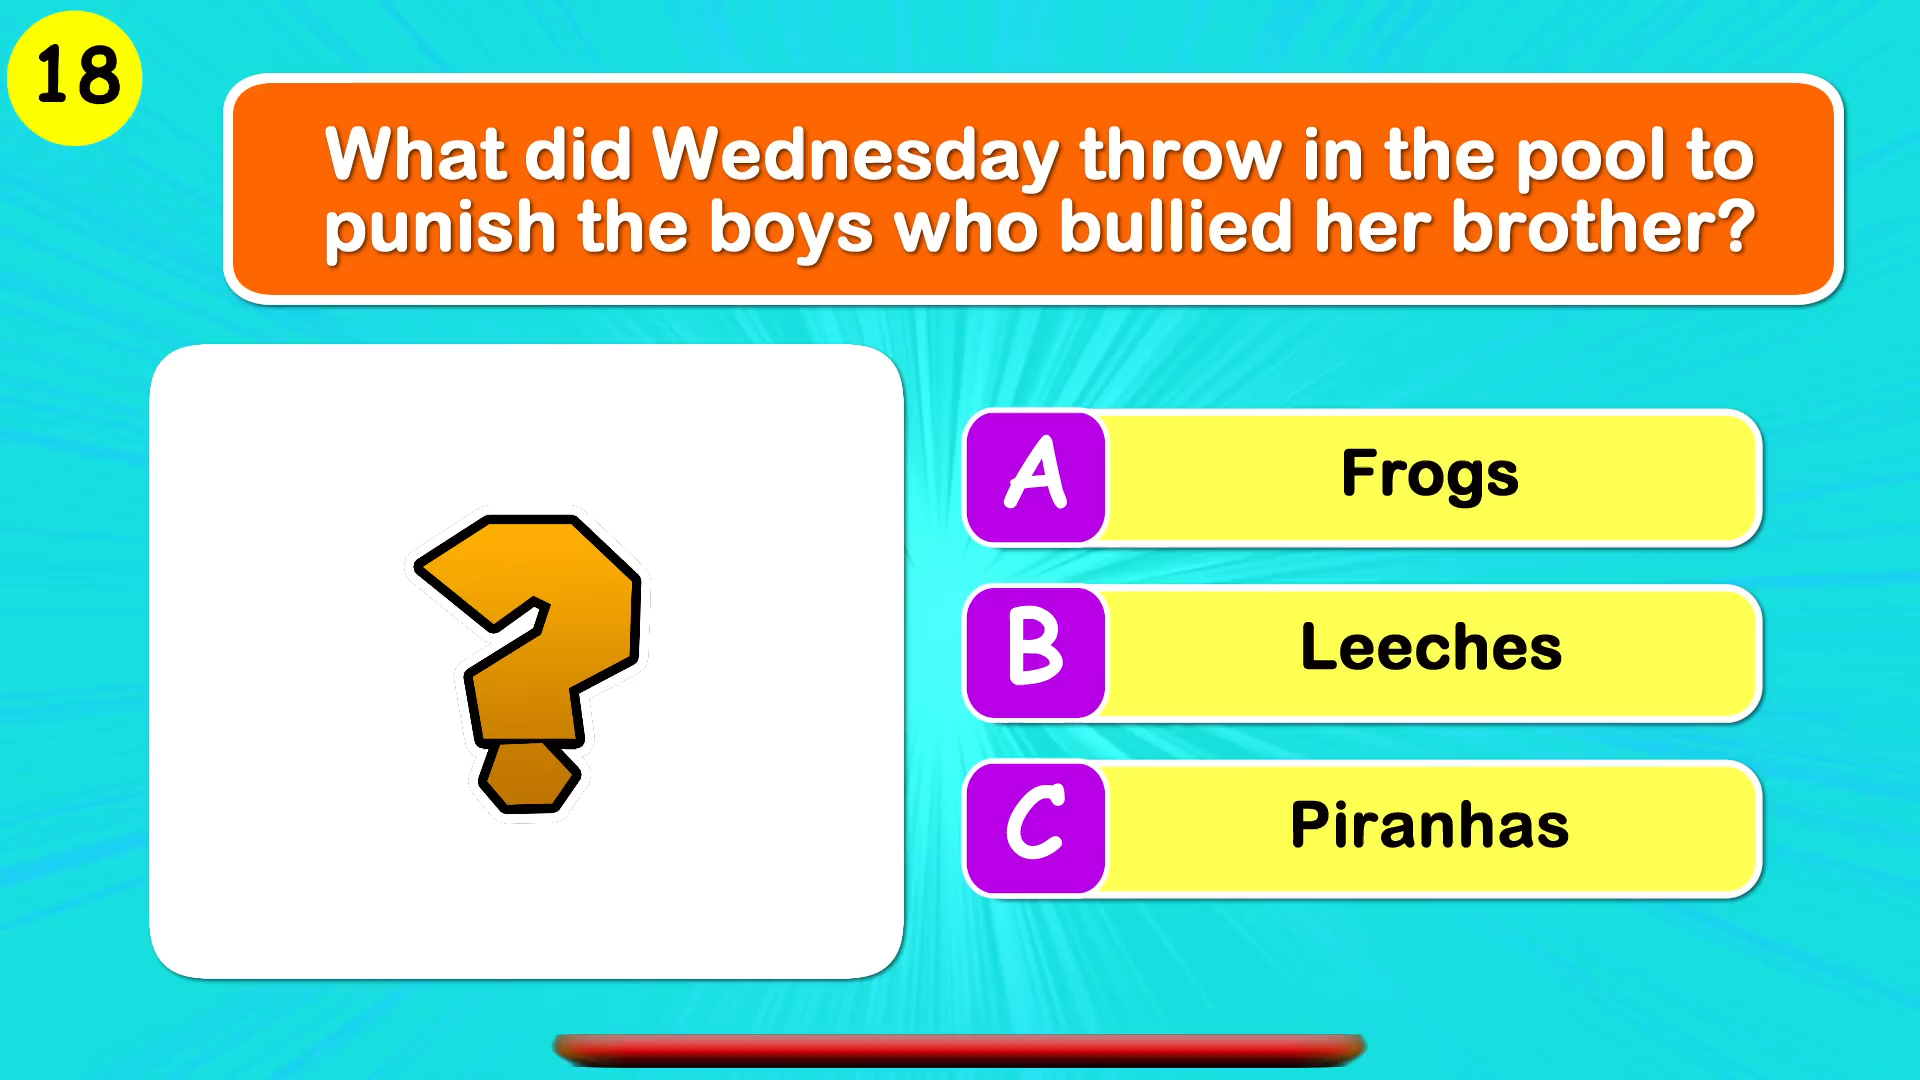 18
What did Wednesday throw in the pool to
punish the boys who bullied her brother?
A
Frogs
B
Leeches
C
Piranhas